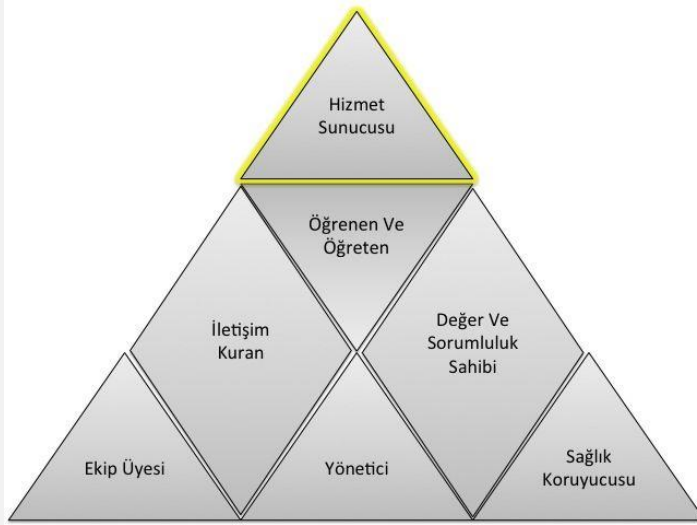 Hizmet
Sunucusu
Öğrenen Ve
Öğreten
İletişim
Kuran
Değer Ve
Sorumluluk
Sahibi
Ekip Üyesi
Yönetici
Sağlık
Koruyucusu